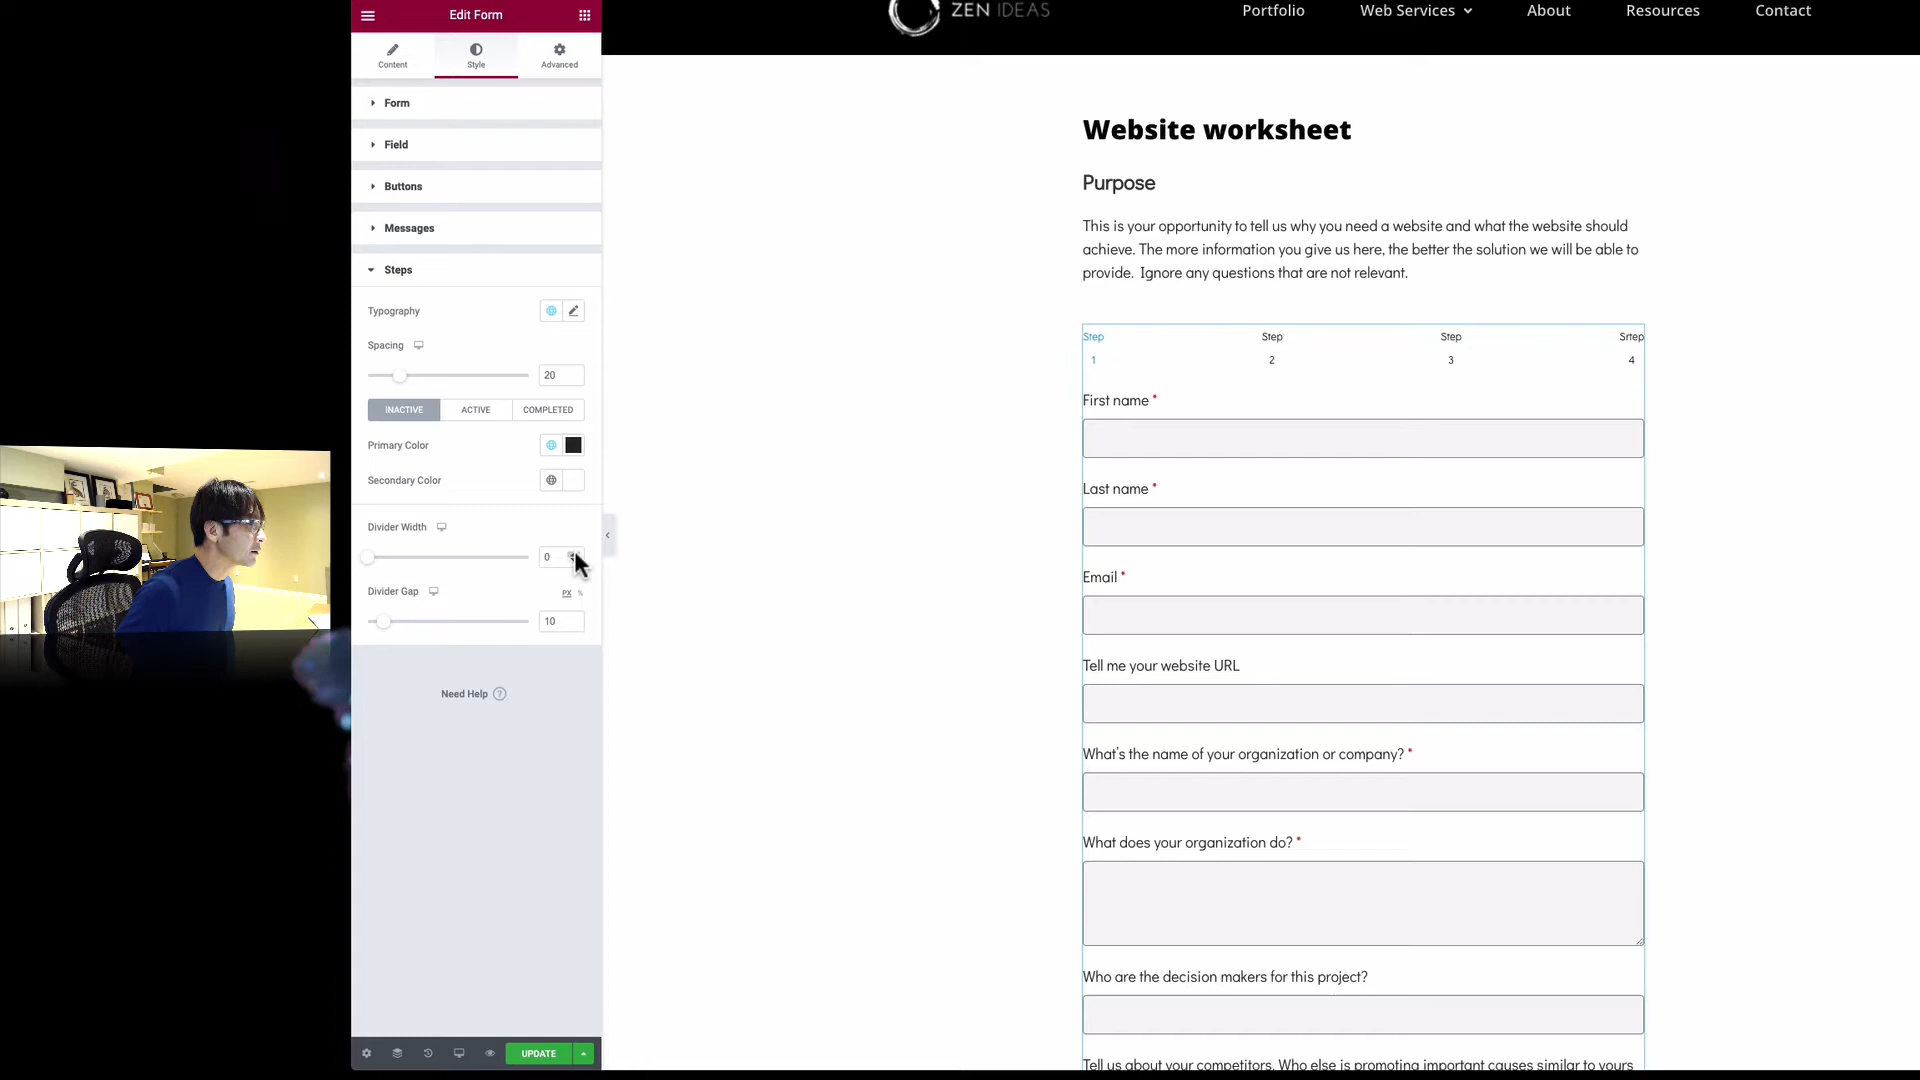 Edit Form
Content
Style
Advanced
Form
Field
Buttons
Messages
Steps
Typography
Spacing
20
INACTIVE
ACTIVE
COMPLETED
Primary Color
Secondary Color
Divider Width
0
Divider Gap
PX %
10
Need Help ?
UPDATE
ZEN IDEAS
Portfolio
Web Services
About
Resources
Contact
Website worksheet
Purpose
This is your opportunity to tell us why you need a website and what the website should
achieve. The more information you give us here, the better the solution we will be able to
provide. Ignore any questions that are not relevant.
Step Step Step Srtep
1 2 3 4
First name *
Last name *
Email *
Tell me your website URL
What's the name of your organization or company? *
What does your organization do? *
Who are the decision makers for this project?
Tell us about your competitors. Who else is promoting important causes similar to yours